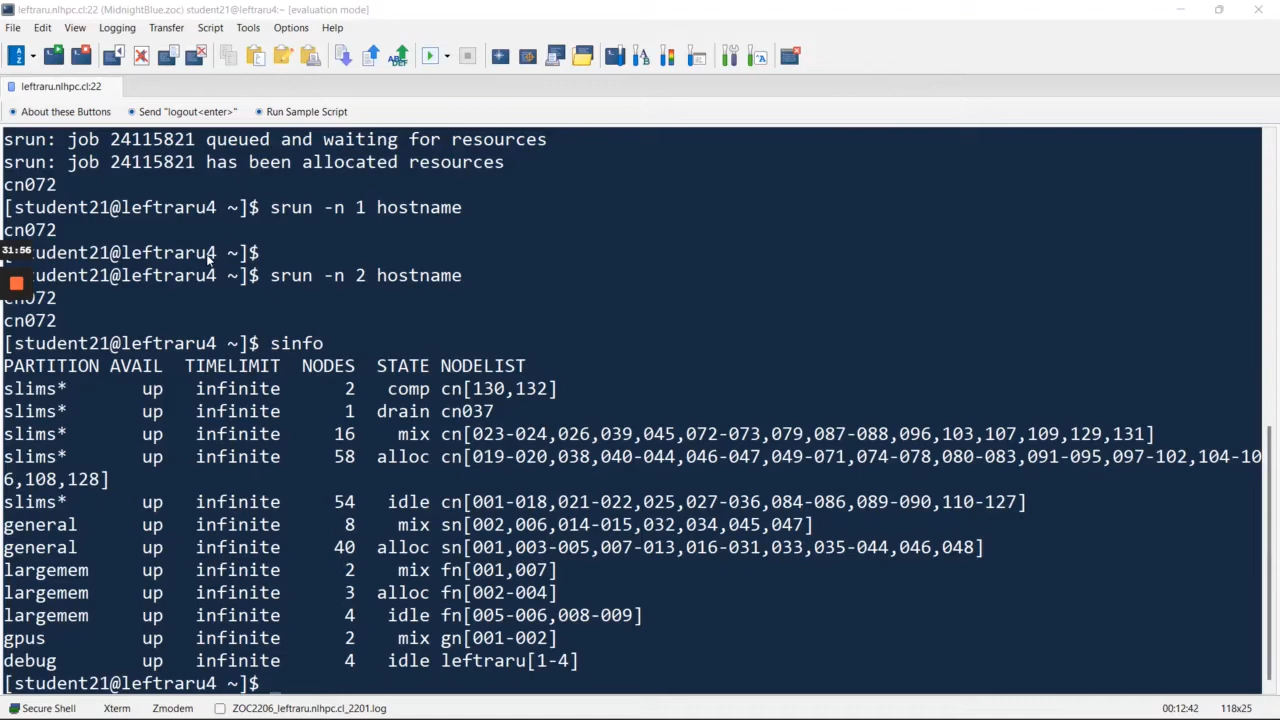 leftraru.nlhpc.cl:22 (MidnightBlue.zoc) student21@leftraru4:~ [evaluation mode]
File Edit View Logging Transfer Script Tools Options Help
leftraru.nlhpc.cl:22
About these Buttons Send "logout<enter>" Run Sample Script
srun: job 24115821 queued and waiting for resources
srun: job 24115821 has been allocated resources
cn072
[student21@leftraru4 ~]$ srun -n 1 hostname
cn072
31:56 tudent21@leftraru4 ~]$
tudent21@leftraru4 ~]$ srun -n 2 hostname
cn072
cn072
[student21@leftraru4 ~]$ sinfo
PARTITION AVAIL TIMELIMIT NODES STATE NODELIST
slims* up infinite 2 comp cn[130,132]
slims* up infinite 1 drain cn037
slims* up infinite 16 mix cn[023-024,026,039,045,072-073,079,087-088,096,103,107,109,129,131]
slims* up infinite 58 alloc cn[019-020,038,040-044,046-047,049-071,074-078,080-083,091-095,097-102,104-10
6,108,128]
slims* up infinite 54 idle cn[001-018,021-022,025,027-036,084-086,089-090,110-127]
general up infinite 8 mix sn[002,006,014-015,032,034,045,047]
general up infinite 40 alloc sn[001,003-005,007-013,016-031,033,035-044,046,048]
largemem up infinite 2 mix fn[001,007]
largemem up infinite 3 alloc fn[002-004]
largemem up infinite 4 idle fn[005-006,008-009]
gpus up infinite 2 mix gn[001-002]
debug up infinite 4 idle leftraru[1-4]
[student21@leftraru4 ~]$ _
Secure Shell Xterm Zmodem ZOC2206_leftraru.nlhpc.cl_2201.log 00:12:42 118x25